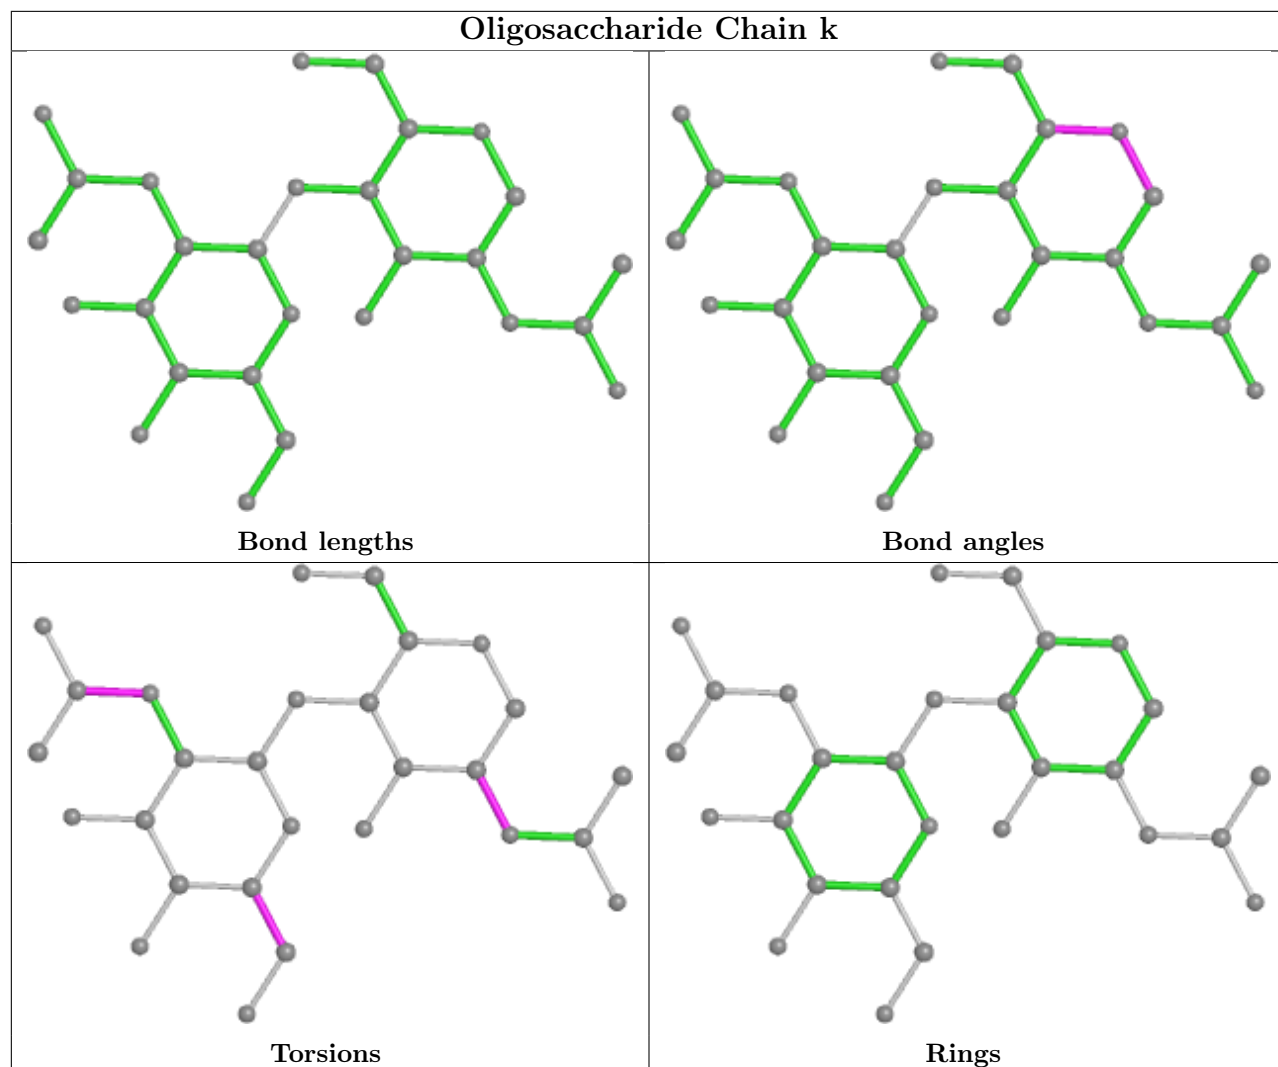 Oligosaccharide Chain k
Bond lengths
Bond angles
Torsions
Rings